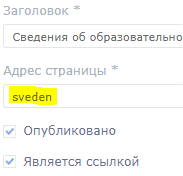 Заголовок *
Сведения об образовательно
Адрес страницы *
sveden
Опубликовано
Является ссылкой